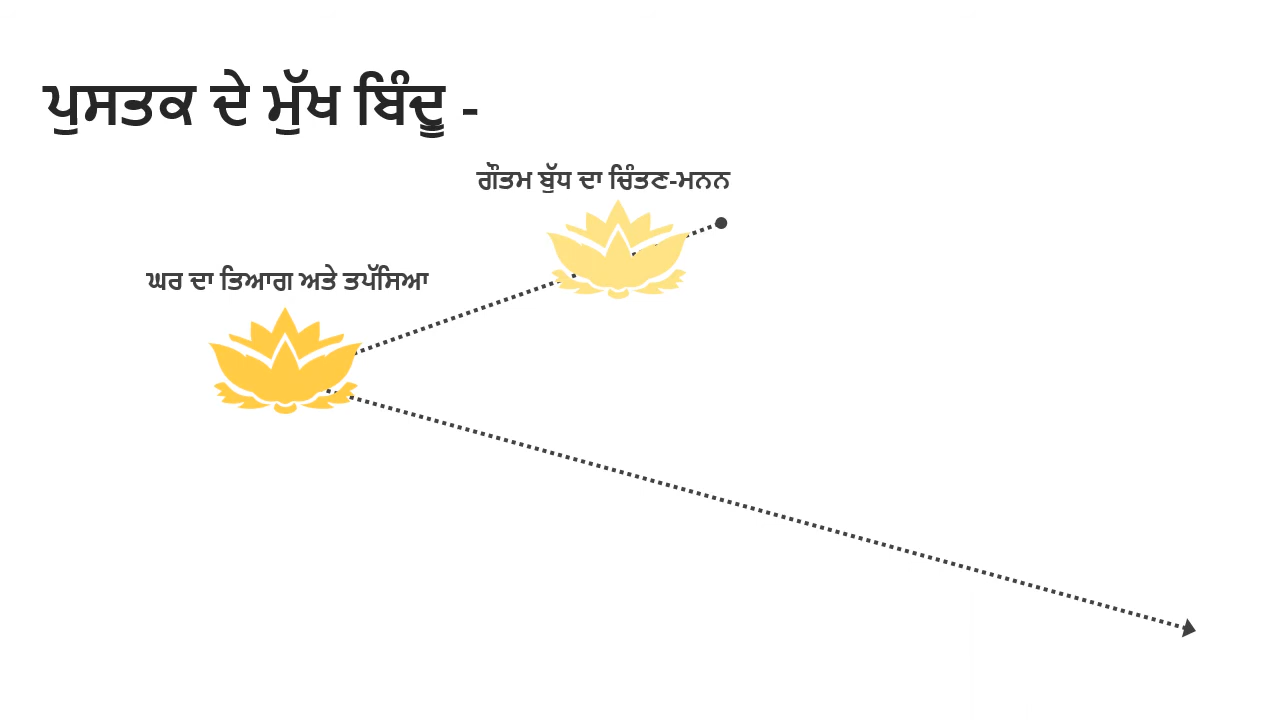 ਪੁਸਤਕ ਦੇ ਮੁੱਖ ਬਿੰਦੂ -
ਗੌਤਮ ਬੁੱਧ ਦਾ ਚਿੰਤਣ-ਮਨਨ
ਘਰ ਦਾ ਤਿਆਗ ਅਤੇ ਤਪੱਸਿਆ